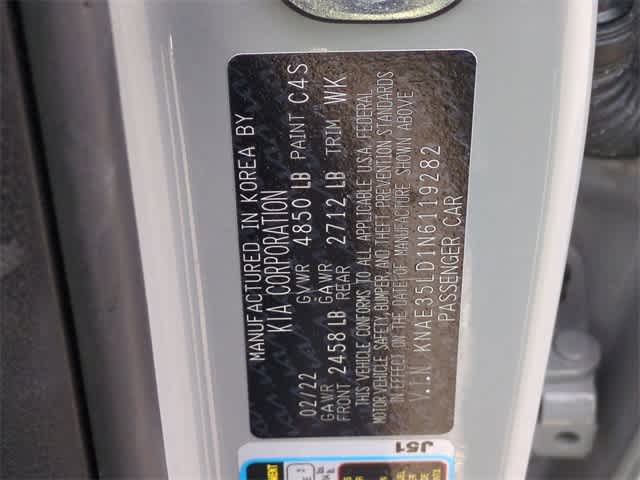 MANUFACTURED IN KOREA BY
KIA CORPORATION
02/22 GVWR 4850 LB PAINT C4S
GAWR FRONT 2458 LB GAWR REAR 2712 LB TRIM WK
THIS VEHICLE CONFORMS TO ALL APPLICABLE U.S.A. FEDERAL
MOTOR VEHICLE SAFETY, BUMPER, AND THEFT PREVENTION STANDARDS
IN EFFECT ON THE DATE OF MANUFACTURE SHOWN ABOVE
V.I.N KNAE35LD1N6119282
PASSENGER CAR
J51